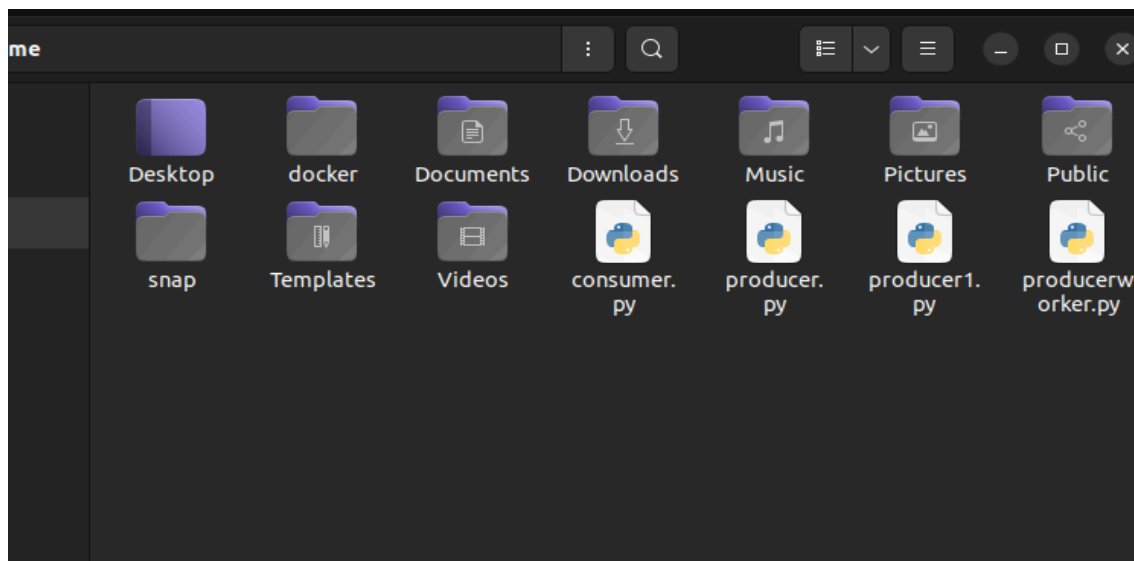 me
Desktop docker Documents Downloads Music Pictures Public
snap Templates Videos consumer. producer. producer1. producerw
py py py orker.py